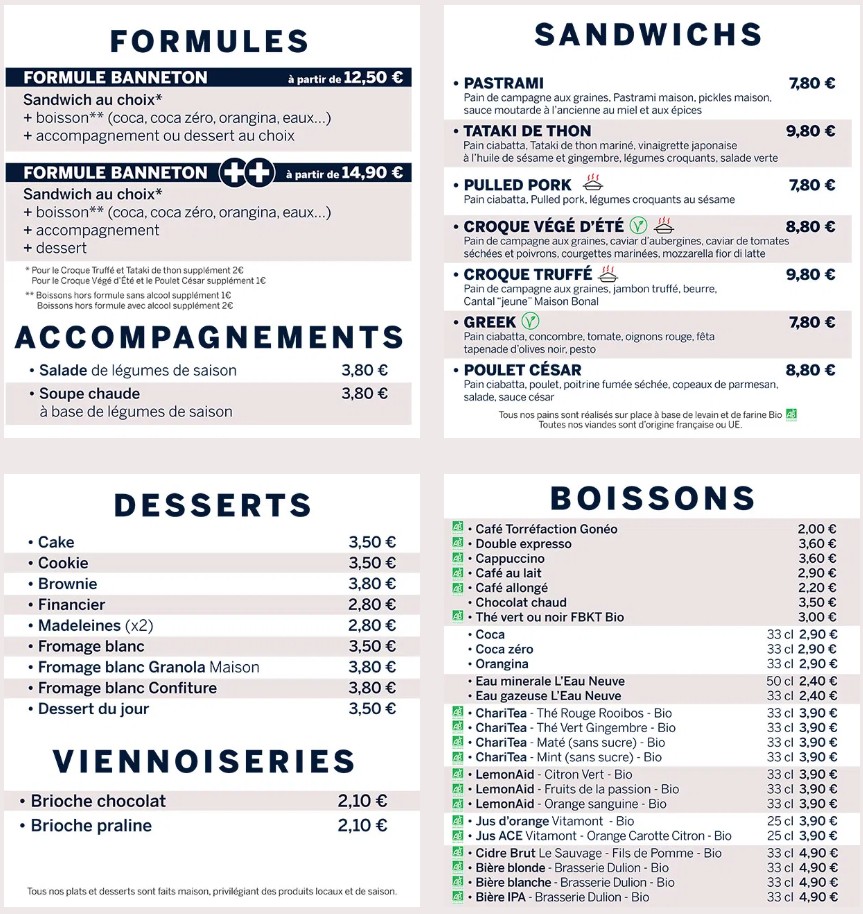 FORMULES
FORMULE BANNETON à partir de 12,50 €
Sandwich au choix*
+ boisson** (coca, coca zéro, orangina, eaux...)
+ accompagnement ou dessert au choix
FORMULE BANNETON ++ à partir de 14,90 €
Sandwich au choix*
+ boisson** (coca, coca zéro, orangina, eaux...)
+ accompagnement
+ dessert
* Pour le Croque Truffé et Tataki de thon supplément 2€
Pour le Croque Végé d'Été et le Poulet César supplément 1€
** Boissons hors formule sans alcool supplément 1€
Boissons hors formule avec alcool supplément 2€
ACCOMPAGNEMENTS
• Salade de légumes de saison 3,80 €
• Soupe chaude 3,80 €
à base de légumes de saison
SANDWICHS
• PASTRAMI 7,80 €
Pain de campagne aux graines, Pastrami maison, pickles maison,
sauce moutarde à l'ancienne au miel et aux épices
• TATAKI DE THON 9,80 €
Pain ciabatta, Tataki de thon mariné, vinaigrette japonaise
à l'huile de sésame et gingembre, légumes croquants, salade verte
• PULLED PORK 7,80 €
Pain ciabatta, Pulled pork, légumes croquants au sésame
• CROQUE VÉGÉ D'ÉTÉ 8,80 €
Pain de campagne aux graines, caviar d'aubergines, caviar de tomates
séchées et poivrons, courgettes marinées, mozzarella fior di latte
• CROQUE TRUFFÉ 9,80 €
Pain de campagne aux graines, jambon truffé, beurre,
Cantal "jeune" Maison Bonal
• GREEK 7,80 €
Pain ciabatta, concombre, tomate, oignons rouge, fêta
tapenade d'olives noir, pesto
• POULET CÉSAR 8,80 €
Pain ciabatta, poulet, poitrine fumée séchée, copeaux de parmesan,
salade, sauce césar
Tous nos pains sont réalisés sur place à base de levain et de farine Bio AB
Toutes nos viandes sont d'origine française ou UE.
DESSERTS
• Cake 3,50 €
• Cookie 3,50 €
• Brownie 3,80 €
• Financier 2,80 €
• Madeleines (x2) 2,80 €
• Fromage blanc 3,50 €
• Fromage blanc Granola Maison 3,80 €
• Fromage blanc Confiture 3,80 €
• Dessert du jour 3,50 €
VIENNOISERIES
• Brioche chocolat 2,10 €
• Brioche praline 2,10 €
Tous nos plats et desserts sont faits maison, privilégiant des produits locaux et de saison.
BOISSONS
AB • Café Torréfaction Gonéo 2,00 €
AB • Double expresso 3,60 €
AB • Cappuccino 3,60 €
AB • Café au lait 2,90 €
AB • Café allongé 2,20 €
• Chocolat chaud 3,50 €
AB • Thé vert ou noir FBKT Bio 3,00 €
• Coca 33 cl 2,90 €
• Coca zéro 33 cl 2,90 €
• Orangina 33 cl 2,90 €
• Eau minerale L'Eau Neuve 50 cl 2,40 €
• Eau gazeuse L'Eau Neuve 33 cl 2,40 €
AB • ChariTea - Thé Rouge Rooibos - Bio 33 cl 3,90 €
AB • ChariTea - Thé Vert Gingembre - Bio 33 cl 3,90 €
AB • ChariTea - Maté (sans sucre) - Bio 33 cl 3,90 €
AB • ChariTea - Mint (sans sucre) - Bio 33 cl 3,90 €
AB • LemonAid - Citron Vert - Bio 33 cl 3,90 €
AB • LemonAid - Fruits de la passion - Bio 33 cl 3,90 €
AB • LemonAid - Orange sanguine - Bio 33 cl 3,90 €
AB • Jus d'orange Vitamont - Bio 25 cl 3,90 €
AB • Jus ACE Vitamont - Orange Carotte Citron - Bio 25 cl 3,90 €
AB • Cidre Brut Le Sauvage - Fils de Pomme - Bio 33 cl 4,90 €
AB • Bière blonde - Brasserie Dulion - Bio 33 cl 4,90 €
AB • Bière blanche - Brasserie Dulion - Bio 33 cl 4,90 €
AB • Bière IPA - Brasserie Dulion - Bio 33 cl 4,90 €